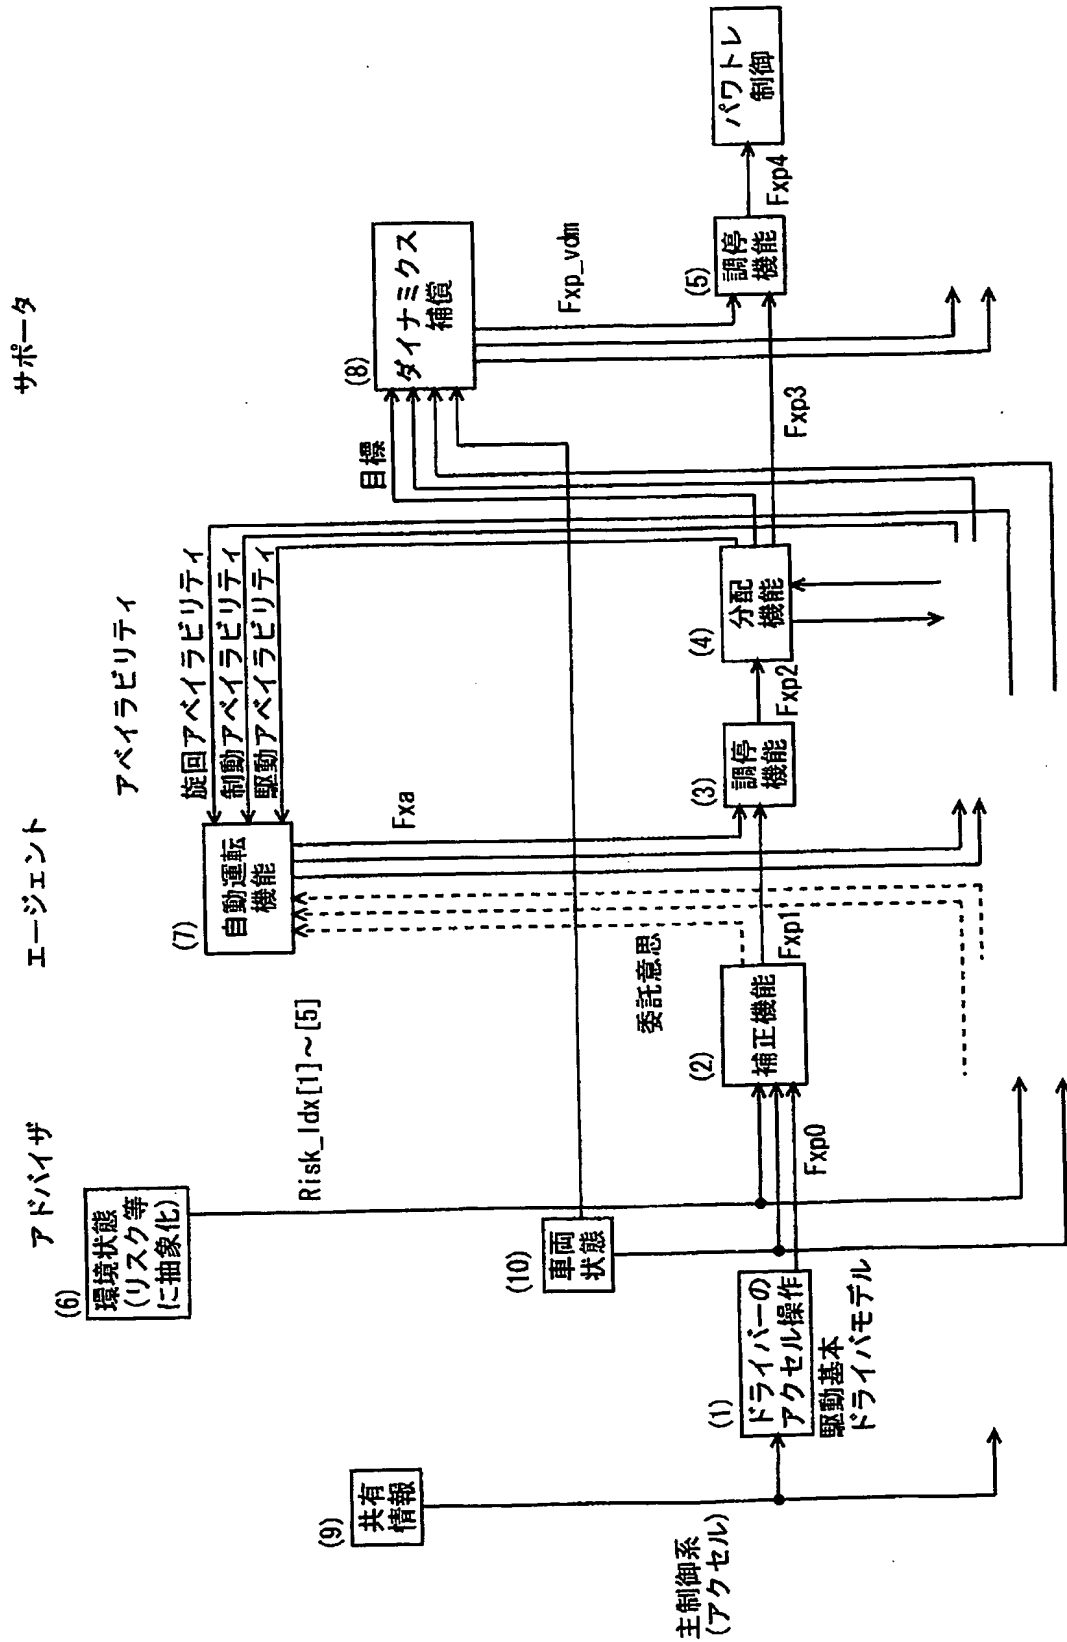 アドバイザ
エージェント
アベイラビリティ
サポータ
(6)
環境状態
(リスク等
に抽象化)
Risk_Idx[1]~[5]
(7)
自動運転
機能
旋回アベイラビリティ
制動アベイラビリティ
駆動アベイラビリティ
Fxa
目標
(8)
ダイナミクス
補償
Fxp_vdm
(9)
共有
情報
(10)
車両
状態
委託意思
主制御系
(アクセル)
(1)
ドライバーの
アクセル操作
駆動基本
ドライバモデル
Fxp0
(2)
補正機能
Fxp1
(3)
調停
機能
Fxp2
(4)
分配
機能
Fxp3
(5)
調停
機能
Fxp4
パワトレ
制御